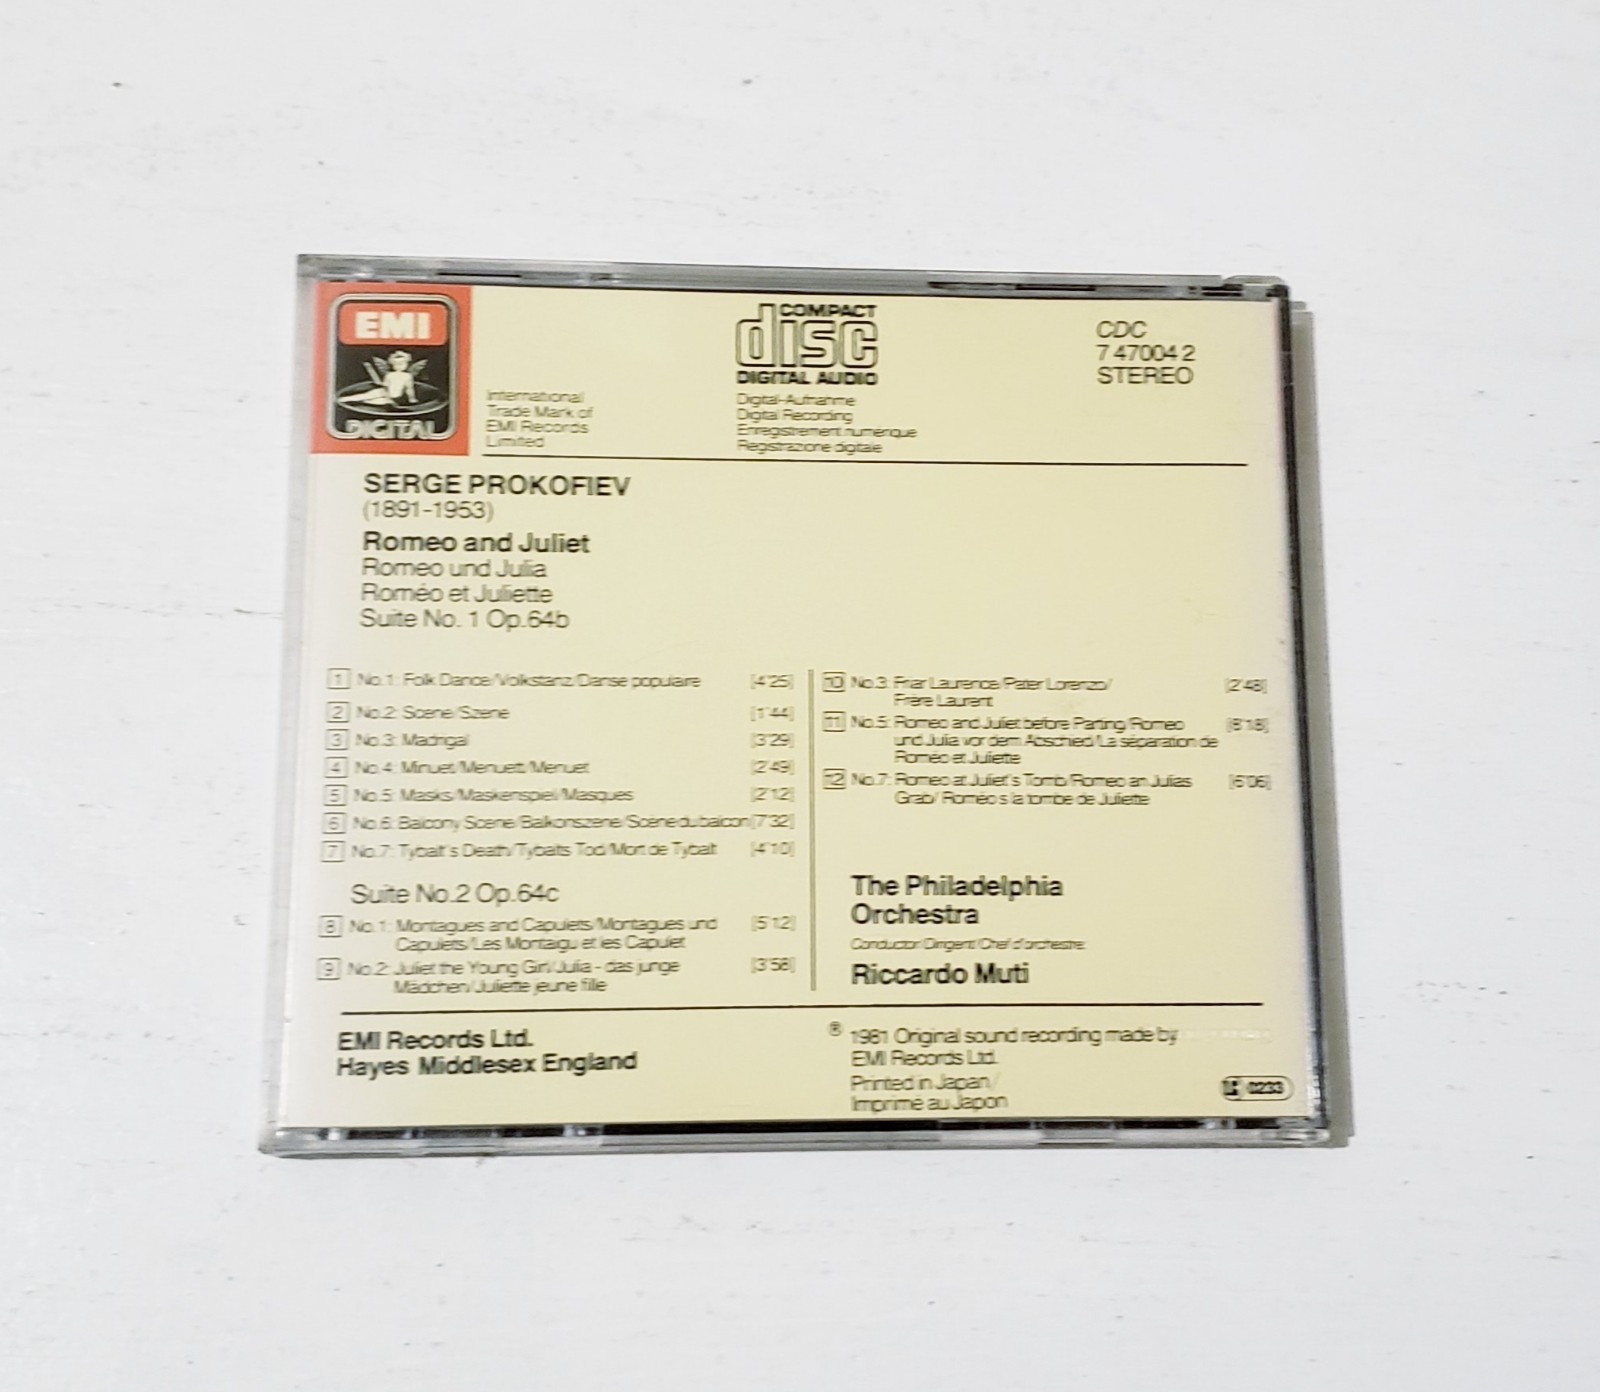 EMI
DIGITAL
International
Trade Mark of
EMI Records
Limited
COMPACT
disc
DIGITAL AUDIO
Digital-Aufnahme
Digital Recording
Enregistrement numérique
Registrazione digitale
CDC
7 47004 2
STEREO
SERGE PROKOFIEV
(1891-1953)
Romeo and Juliet
Romeo und Julia
Roméo et Juliette
Suite No. 1 Op.64b
1 No.1: Folk Dance/Volkstanz/Danse populaire [4'25]
2 No.2: Scene/Szene [1'44]
3 No.3: Madrigal [3'29]
4 No.4: Minuet/Menuett/Menuet [2'49]
5 No.5: Masks/Maskenspiel/Masques [2'12]
6 No.6: Balcony Scene/Balkonszene/Scène du balcon [7'32]
7 No.7: Tybalt's Death/Tybalts Tod/Mort de Tybalt [4'10]
Suite No.2 Op.64c
8 No.1: Montagues and Capulets/Montagues und [5'12]
Capulets/Les Montaigu et les Capulet
9 No.2: Juliet the Young Girl/Julia - das junge [3'58]
Mädchen/Juliette jeune fille
10 No.3: Friar Laurence/Pater Lorenzo/ [2'48]
Frère Laurent
11 No.5: Romeo and Juliet before Parting/Romeo [8'18]
und Julia vor dem Abschied/La séparation de
Roméo et Juliette
12 No.7: Romeo at Juliet's Tomb/Romeo an Julias [6'06]
Grab/ Roméo s la tombe de Juliette
The Philadelphia
Orchestra
Conductor/Dirigent/Chef d'orchestre:
Riccardo Muti
EMI Records Ltd.
Hayes Middlesex England
℗ 1981 Original sound recording made by
EMI Records Ltd.
Printed in Japan/
Imprimé au Japon
0233